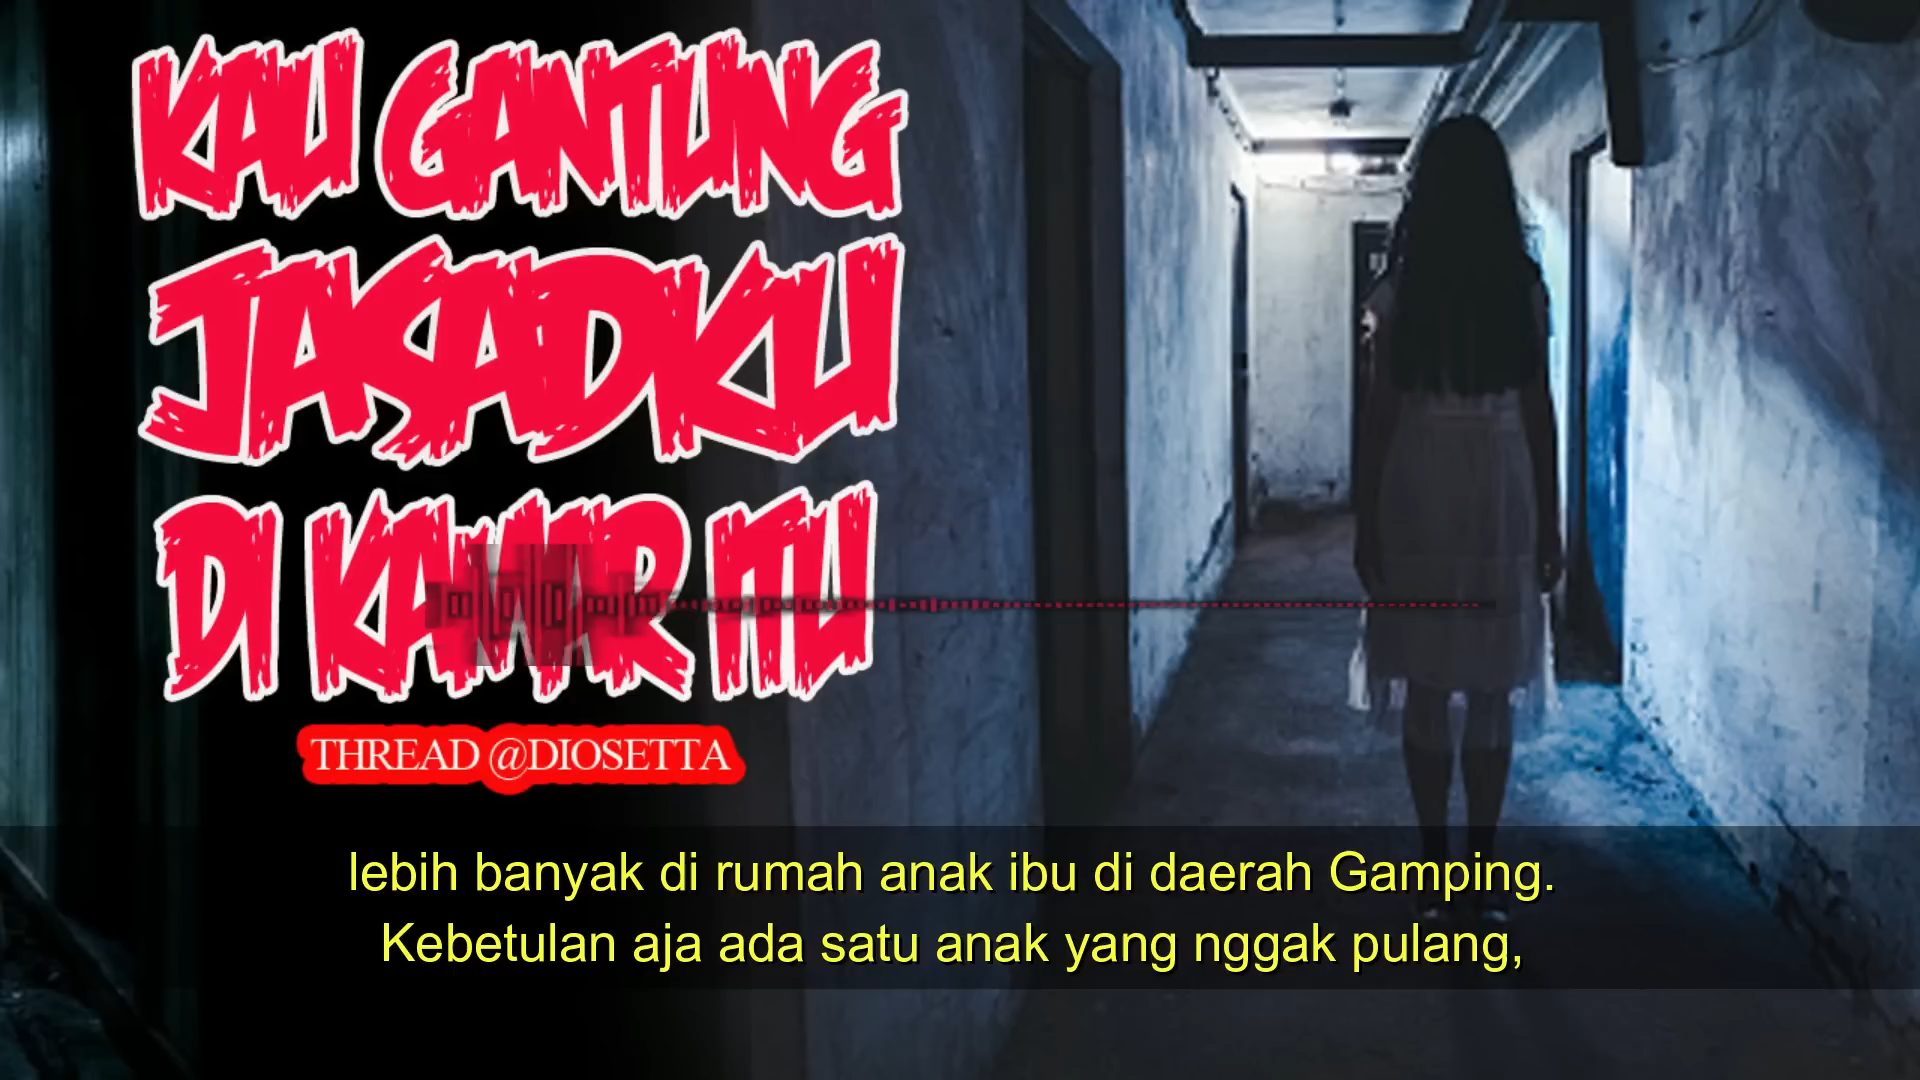 KAU GANTUNG
JASADKU
DI KAMAR ITU
THREAD @DIOSETTA
lebih banyak di rumah anak ibu di daerah Gamping.
Kebetulan aja ada satu anak yang nggak pulang,